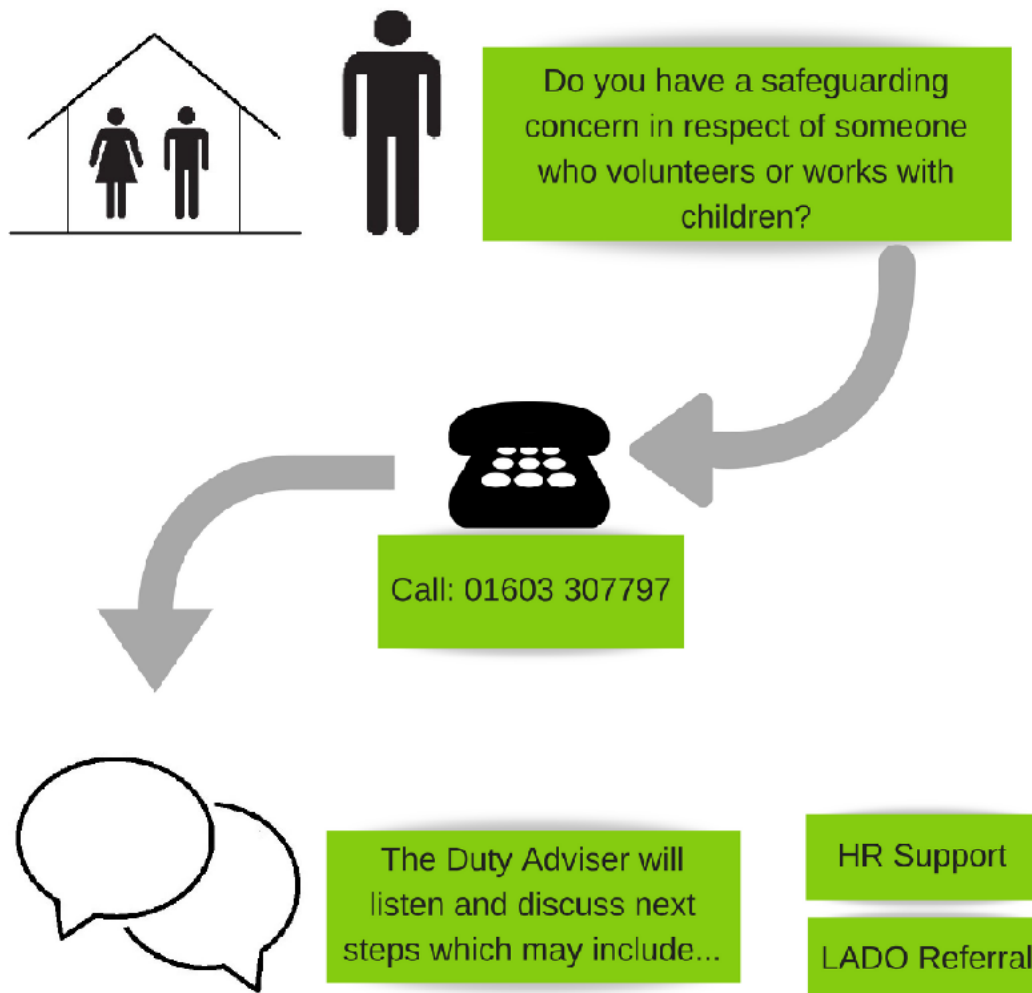 Do you have a safeguarding
concern in respect of someone
who volunteers or works with
children?
Call: 01603 307797
The Duty Adviser will
listen and discuss next
steps which may include...
HR Support
LADO Referral